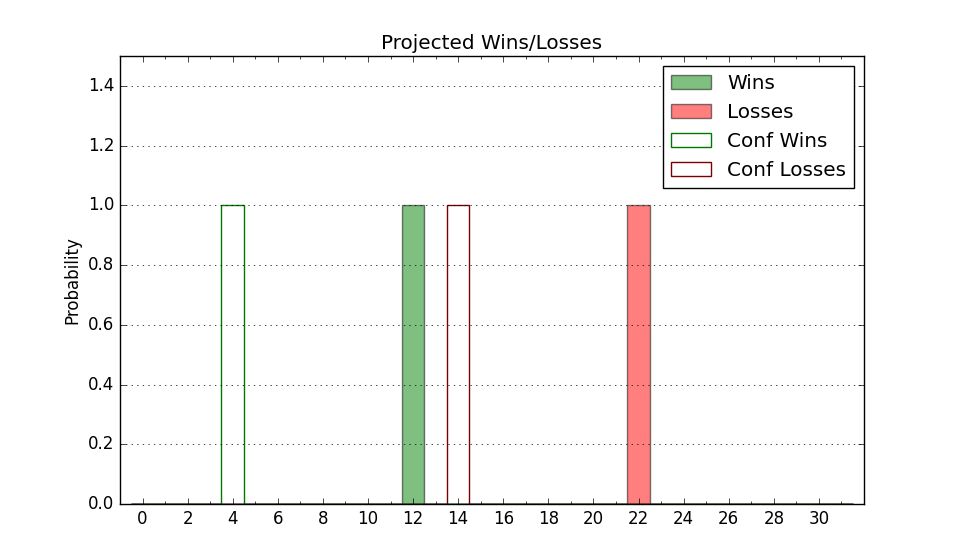 Projected Wins/Losses
Wins
Losses
Conf Wins
Conf Losses
Probability
1.4
1.2
1.0
0.8
0.6
0.4
0.2
0.0
0 2 4 6 8 10 12 14 16 18 20 22 24 26 28 30